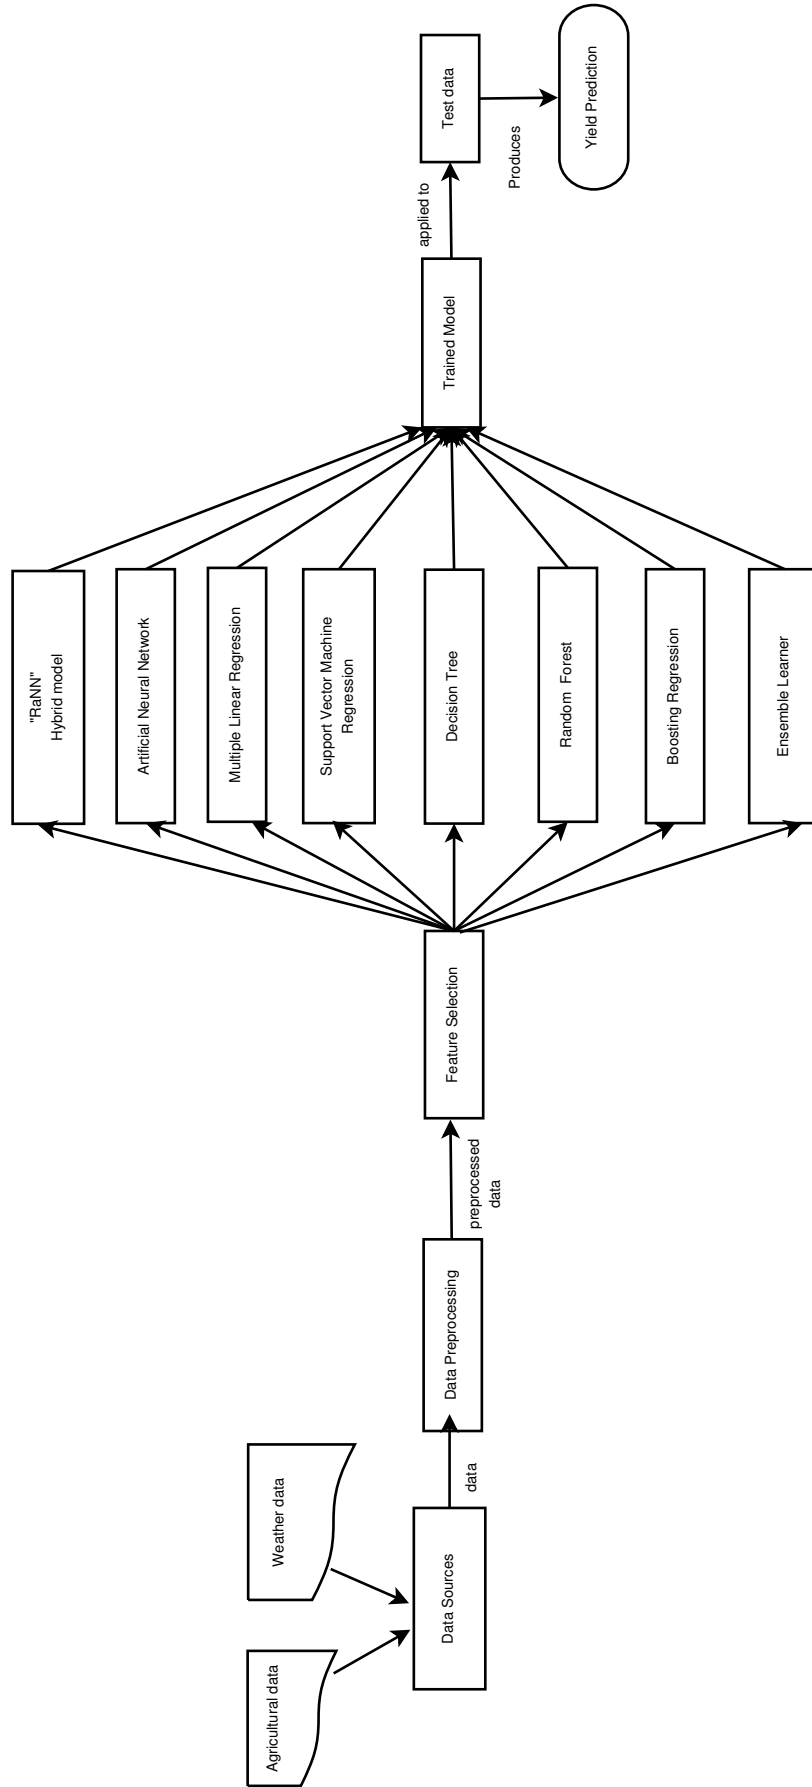 Agricultural data
Weather data
Data Sources
data
Data Preprocessing
preprocessed
data
Feature Selection
"RaNN"
Hybrid model
Artificial Neural Network
Multiple Linear Regression
Support Vector Machine
Regression
Decision Tree
Random Forest
Boosting Regression
Ensemble Learner
Trained Model
applied to
Test data
Produces
Yield Prediction